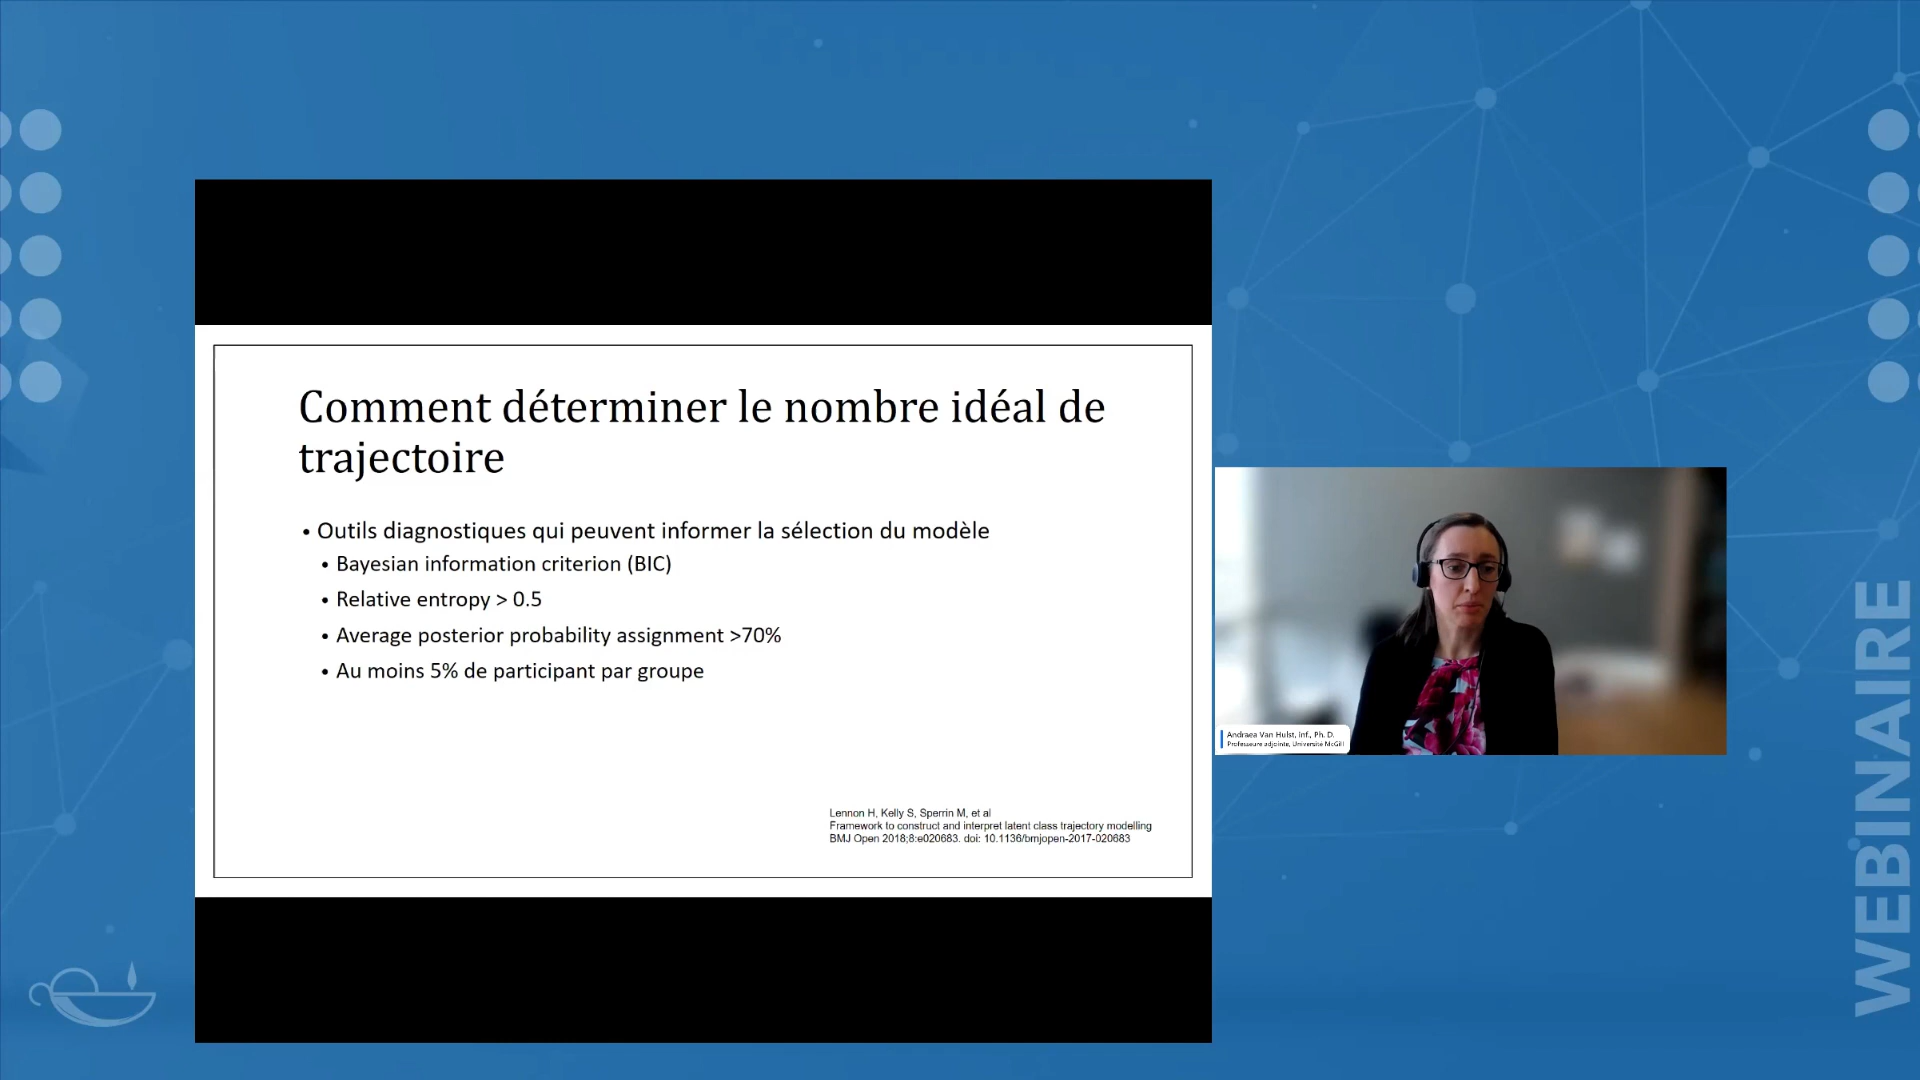 Comment déterminer le nombre idéal de
trajectoire
• Outils diagnostiques qui peuvent informer la sélection du modèle
• Bayesian information criterion (BIC)
• Relative entropy > 0.5
• Average posterior probability assignment >70%
• Au moins 5% de participant par groupe
Lennon H, Kelly S, Sperrin M, et al
Framework to construct and interpret latent class trajectory modelling
BMJ Open 2018;8:e020683. doi: 10.1136/bmjopen-2017-020683
Andraea Van Hulst, inf., Ph. D.
Professeure adjointe, Université McGill
WEBINAIRE